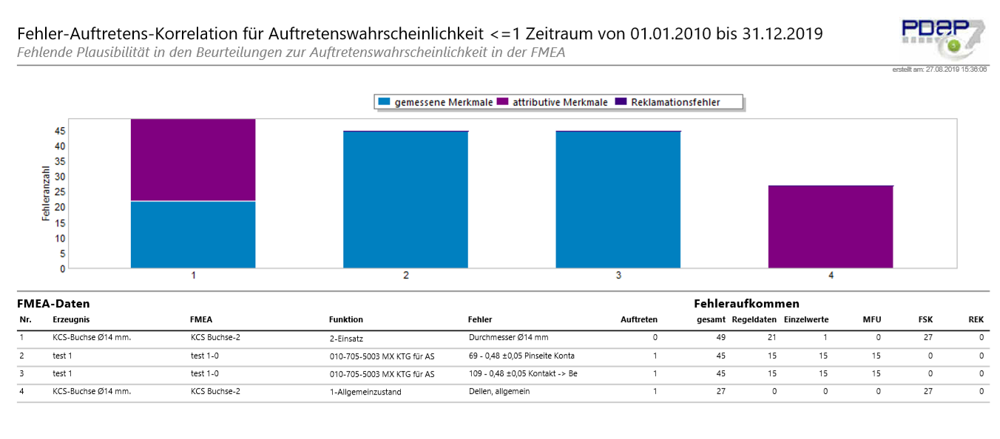 Fehler-Auftretens-Korrelation für Auftretenswahrscheinlichkeit <=1 Zeitraum von 01.01.2010 bis 31.12.2019
Fehlende Plausibilität in den Beurteilungen zur Auftretenswahrscheinlichkeit in der FMEA
PDAP 7
erstellt am: 27.08.2019 15:36:06
gemessene Merkmale attributive Merkmale Reklamationsfehler
Fehleranzahl
45
40
35
30
25
20
15
10
5
0
1 2 3 4
FMEA-Daten Fehleraufkommen
Nr. Erzeugnis FMEA Funktion Fehler Auftreten gesamt Regeldaten Einzelwerte MFU FSK REK
1 KCS-Buchse Ø14 mm. KCS Buchse-2 2-Einsatz Durchmesser Ø14 mm 0 49 21 1 0 27 0
2 test 1 test 1-0 010-705-5003 MX KTG für AS 69 - 0,48 ±0,05 Pinseite Konta 1 45 15 15 15 0 0
3 test 1 test 1-0 010-705-5003 MX KTG für AS 109 - 0,48 ±0,05 Kontakt -> Be 1 45 15 15 15 0 0
4 KCS-Buchse Ø14 mm. KCS Buchse-2 1-Allgemeinzustand Dellen, allgemein 1 27 0 0 0 27 0